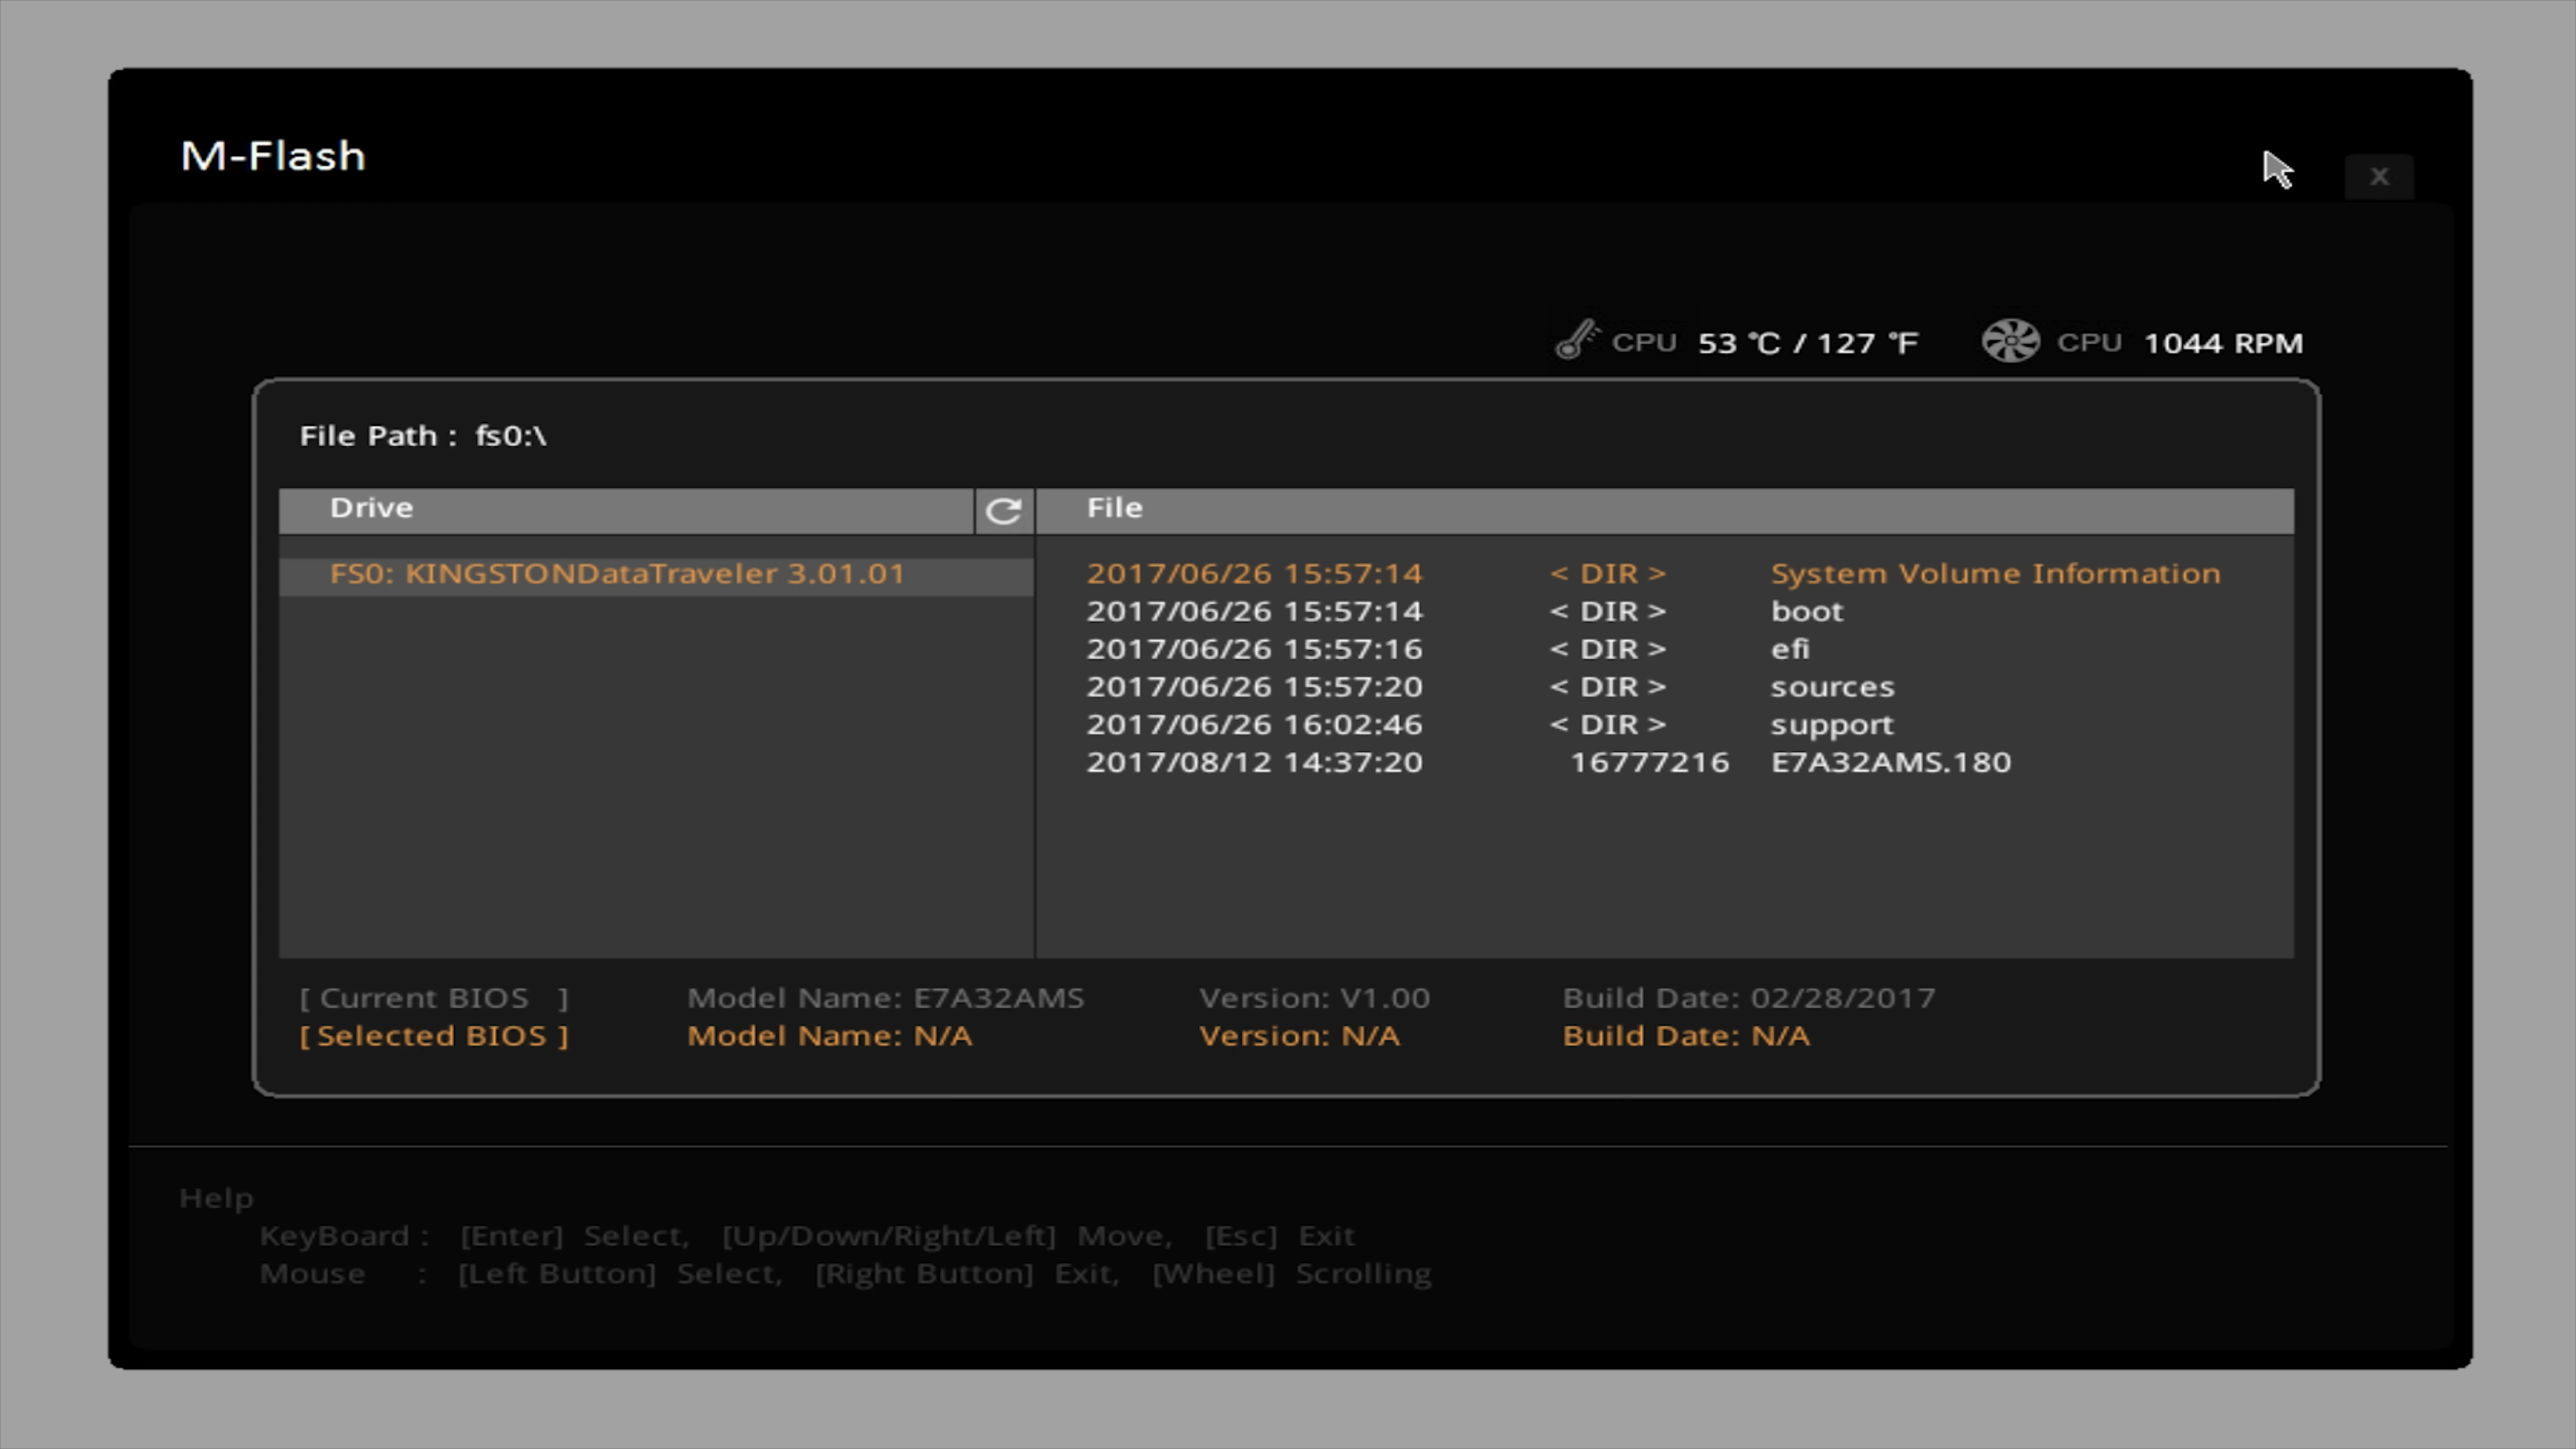 M-Flash
X
CPU 53 °C / 127 °F CPU 1044 RPM
File Path : fs0:\
Drive File
FS0: KINGSTONDataTraveler 3.01.01
2017/06/26 15:57:14 < DIR > System Volume Information
2017/06/26 15:57:14 < DIR > boot
2017/06/26 15:57:16 < DIR > efi
2017/06/26 15:57:20 < DIR > sources
2017/06/26 16:02:46 < DIR > support
2017/08/12 14:37:20 16777216 E7A32AMS.180
[ Current BIOS ] Model Name: E7A32AMS Version: V1.00 Build Date: 02/28/2017
[ Selected BIOS ] Model Name: N/A Version: N/A Build Date: N/A
Help
KeyBoard : [Enter] Select, [Up/Down/Right/Left] Move, [Esc] Exit
Mouse : [Left Button] Select, [Right Button] Exit, [Wheel] Scrolling